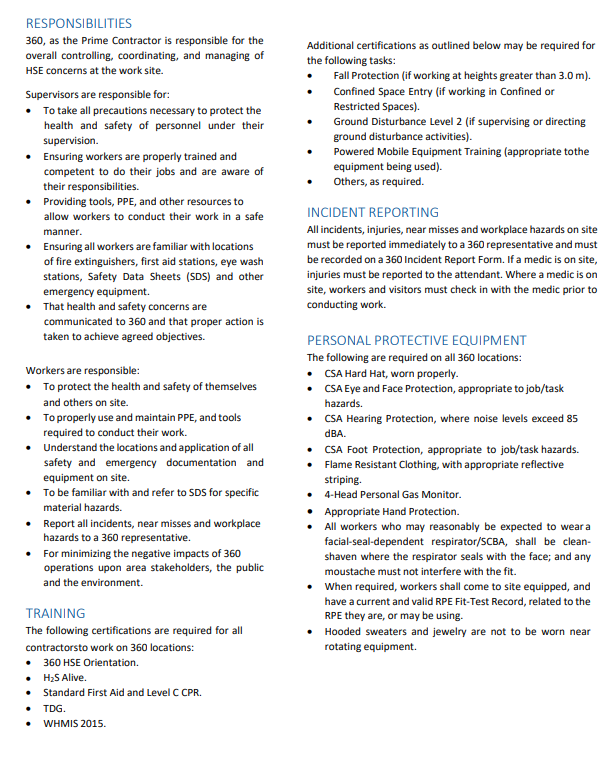 RESPONSIBILITIES
360, as the Prime Contractor is responsible for the
overall controlling, coordinating, and managing of
HSE concerns at the work site.
Supervisors are responsible for:
• To take all precautions necessary to protect the
health and safety of personnel under their
supervision.
• Ensuring workers are properly trained and
competent to do their jobs and are aware of
their responsibilities.
• Providing tools, PPE, and other resources to
allow workers to conduct their work in a safe
manner.
• Ensuring all workers are familiar with locations
of fire extinguishers, first aid stations, eye wash
stations, Safety Data Sheets (SDS) and other
emergency equipment.
• That health and safety concerns are
communicated to 360 and that proper action is
taken to achieve agreed objectives.
Workers are responsible:
• To protect the health and safety of themselves
and others on site.
• To properly use and maintain PPE, and tools
required to conduct their work.
• Understand the locations and application of all
safety and emergency documentation and
equipment on site.
• To be familiar with and refer to SDS for specific
material hazards.
• Report all incidents, near misses and workplace
hazards to a 360 representative.
• For minimizing the negative impacts of 360
operations upon area stakeholders, the public
and the environment.
TRAINING
The following certifications are required for all
contractorsto work on 360 locations:
• 360 HSE Orientation.
• H₂S Alive.
• Standard First Aid and Level C CPR.
• TDG.
• WHMIS 2015.
Additional certifications as outlined below may be required for
the following tasks:
• Fall Protection (if working at heights greater than 3.0 m).
• Confined Space Entry (if working in Confined or
Restricted Spaces).
• Ground Disturbance Level 2 (if supervising or directing
ground disturbance activities).
• Powered Mobile Equipment Training (appropriate tothe
equipment being used).
• Others, as required.
INCIDENT REPORTING
All incidents, injuries, near misses and workplace hazards on site
must be reported immediately to a 360 representative and must
be recorded on a 360 Incident Report Form. If a medic is on site,
injuries must be reported to the attendant. Where a medic is on
site, workers and visitors must check in with the medic prior to
conducting work.
PERSONAL PROTECTIVE EQUIPMENT
The following are required on all 360 locations:
• CSA Hard Hat, worn properly.
• CSA Eye and Face Protection, appropriate to job/task
hazards.
• CSA Hearing Protection, where noise levels exceed 85
dBA.
• CSA Foot Protection, appropriate to job/task hazards.
• Flame Resistant Clothing, with appropriate reflective
striping.
• 4-Head Personal Gas Monitor.
• Appropriate Hand Protection.
• All workers who may reasonably be expected to wear a
facial-seal-dependent respirator/SCBA, shall be clean-
shaven where the respirator seals with the face; and any
moustache must not interfere with the fit.
• When required, workers shall come to site equipped, and
have a current and valid RPE Fit-Test Record, related to the
RPE they are, or may be using.
• Hooded sweaters and jewelry are not to be worn near
rotating equipment.